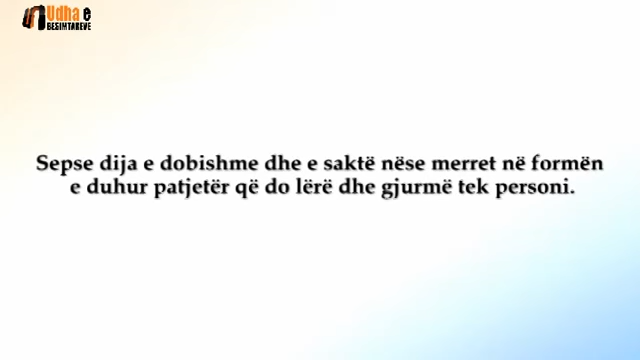 Udha e
BESIMTARËVE
Sepse dija e dobishme dhe e saktë nëse merret në formën
e duhur patjetër që do lërë dhe gjurmë tek personi.